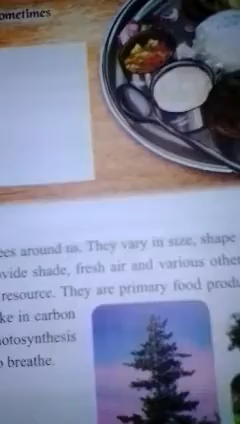 ometimes
ees around us. They vary in size, shape
vide shade, fresh air and various other
resource. They are primary food produ
ke in carbon
otosynthesis
o breathe.